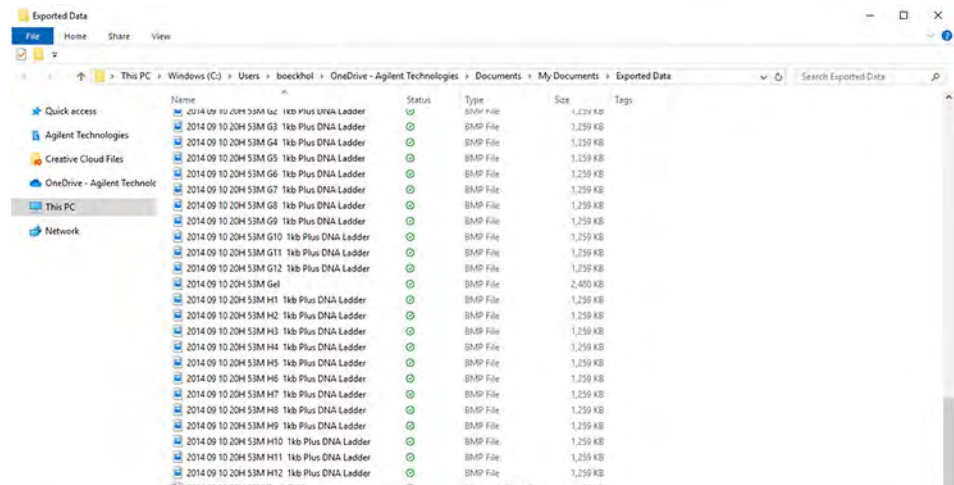 Exported Data
File Home Share View
This PC > Windows (C:) > Users > boeckhol > OneDrive - Agilent Technologies > Documents > My Documents > Exported Data Search Exported Data
Name Status Type Size Tags
Quick access
Agilent Technologies
Creative Cloud Files
OneDrive - Agilent Technolc
This PC
Network
2014 09 10 20H 53M G2 1kb Plus DNA Ladder BMP File 1,259 KB
2014 09 10 20H 53M G3 1kb Plus DNA Ladder BMP File 1,259 KB
2014 09 10 20H 53M G4 1kb Plus DNA Ladder BMP File 1,259 KB
2014 09 10 20H 53M G5 1kb Plus DNA Ladder BMP File 1,259 KB
2014 09 10 20H 53M G6 1kb Plus DNA Ladder BMP File 1,259 KB
2014 09 10 20H 53M G7 1kb Plus DNA Ladder BMP File 1,259 KB
2014 09 10 20H 53M G8 1kb Plus DNA Ladder BMP File 1,259 KB
2014 09 10 20H 53M G9 1kb Plus DNA Ladder BMP File 1,259 KB
2014 09 10 20H 53M G10 1kb Plus DNA Ladder BMP File 1,259 KB
2014 09 10 20H 53M G11 1kb Plus DNA Ladder BMP File 1,259 KB
2014 09 10 20H 53M G12 1kb Plus DNA Ladder BMP File 1,259 KB
2014 09 10 20H 53M Gel BMP File 2,480 KB
2014 09 10 20H 53M H1 1kb Plus DNA Ladder BMP File 1,259 KB
2014 09 10 20H 53M H2 1kb Plus DNA Ladder BMP File 1,259 KB
2014 09 10 20H 53M H3 1kb Plus DNA Ladder BMP File 1,259 KB
2014 09 10 20H 53M H4 1kb Plus DNA Ladder BMP File 1,259 KB
2014 09 10 20H 53M H5 1kb Plus DNA Ladder BMP File 1,259 KB
2014 09 10 20H 53M H6 1kb Plus DNA Ladder BMP File 1,259 KB
2014 09 10 20H 53M H7 1kb Plus DNA Ladder BMP File 1,259 KB
2014 09 10 20H 53M H8 1kb Plus DNA Ladder BMP File 1,259 KB
2014 09 10 20H 53M H9 1kb Plus DNA Ladder BMP File 1,259 KB
2014 09 10 20H 53M H10 1kb Plus DNA Ladder BMP File 1,259 KB
2014 09 10 20H 53M H11 1kb Plus DNA Ladder BMP File 1,259 KB
2014 09 10 20H 53M H12 1kb Plus DNA Ladder BMP File 1,259 KB